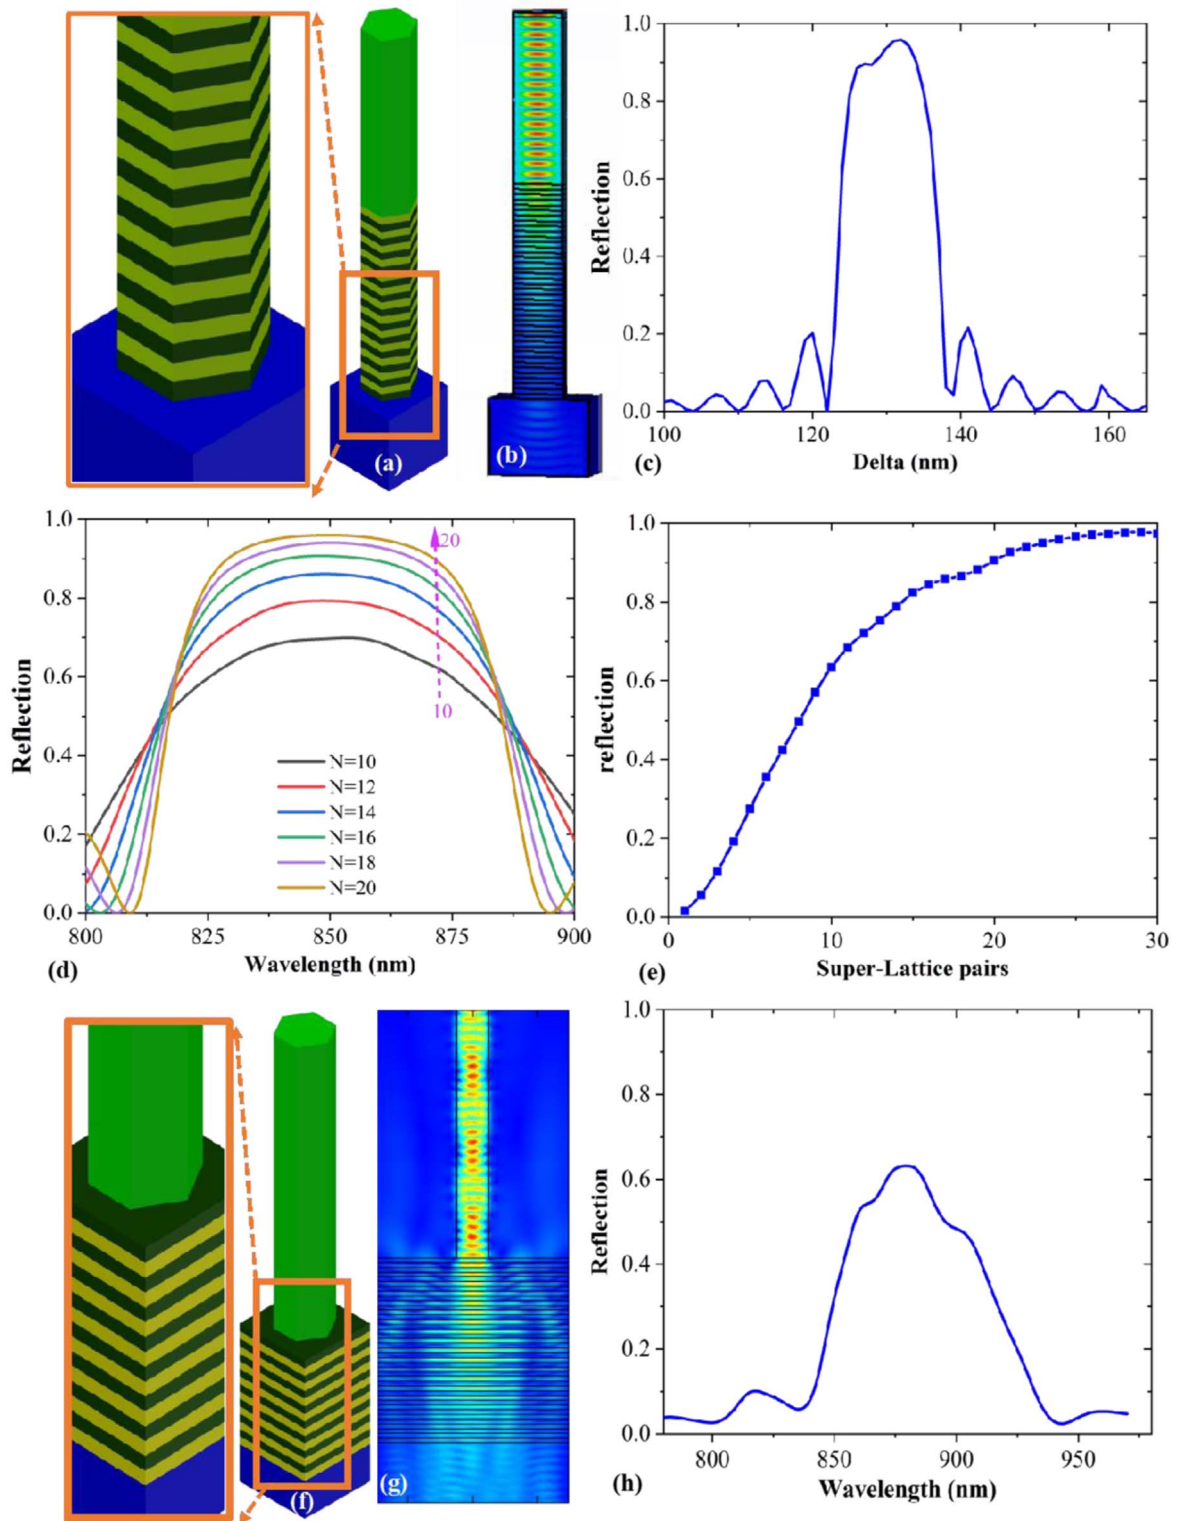 (a)
(b)
Reflection
1.0
0.8
0.6
0.4
0.2
0.0
100
120
140
160
Delta (nm)
(c)
Reflection
1.0
0.8
0.6
0.4
0.2
0.0
20
10
N=10
N=12
N=14
N=16
N=18
N=20
800
825
850
875
900
Wavelength (nm)
(d)
reflection
1.0
0.8
0.6
0.4
0.2
0.0
0
10
20
30
Super-Lattice pairs
(e)
(f)
(g)
Reflection
1.0
0.8
0.6
0.4
0.2
0.0
800
850
900
950
Wavelength (nm)
(h)